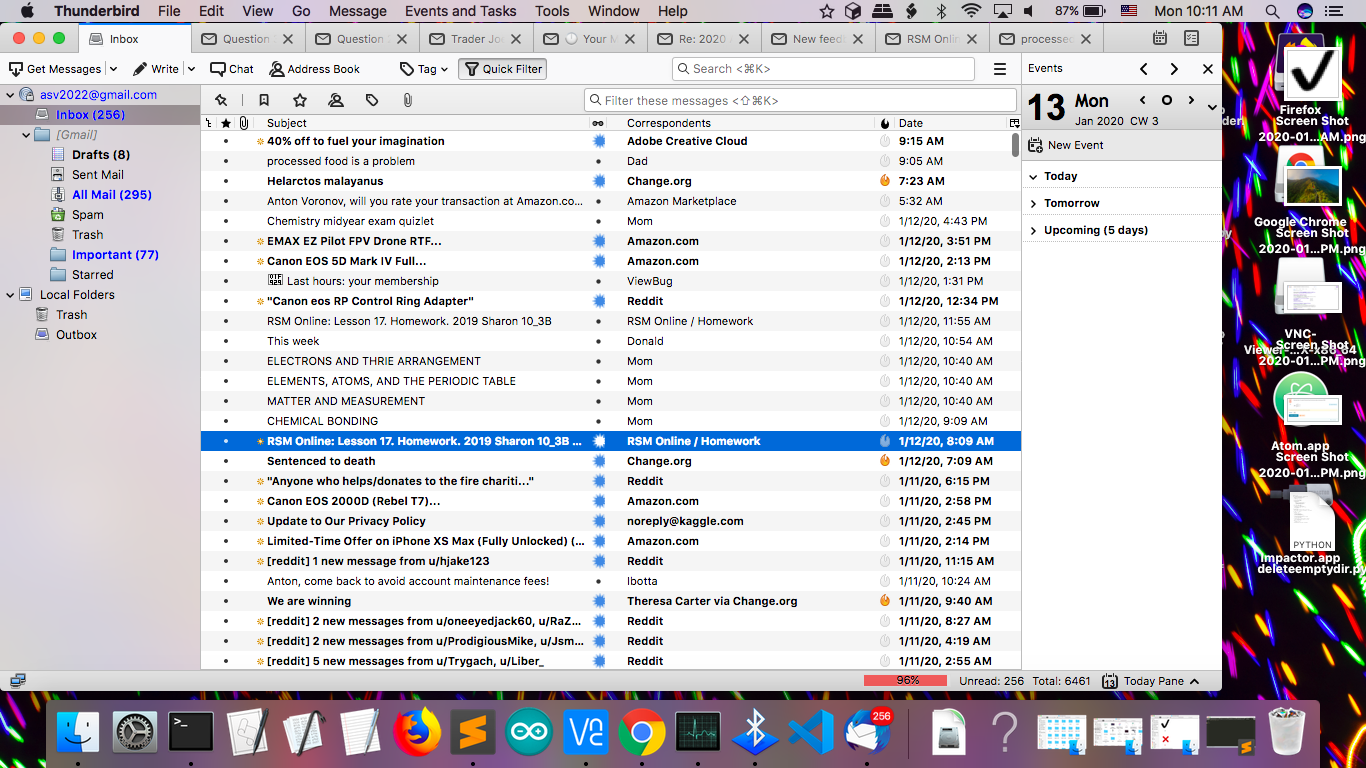 Thunderbird File Edit View Go Message Events and Tasks Tools Window Help 87% Mon 10:11 AM
Inbox Question Question Trader Jo You Re: 2020 New feed RSM Onlin processed
Get Messages Write Chat Address Book Tag Quick Filter Search <⌘K> Events
Filter these messages <⇧⌘K>
asv2022@gmail.com
Inbox (256)
[Gmail]
Drafts (8)
Sent Mail
All Mail (295)
Spam
Trash
Important (77)
Starred
Local Folders
Trash
Outbox
Subject Correspondents Date
40% off to fuel your imagination Adobe Creative Cloud 9:15 AM
processed food is a problem Dad 9:05 AM
Helarctos malayanus Change.org 7:23 AM
Anton Voronov, will you rate your transaction at Amazon.co... Amazon Marketplace 5:32 AM
Chemistry midyear exam quizlet Mom 1/12/20, 4:43 PM
EMAX EZ Pilot FPV Drone RTF... Amazon.com 1/12/20, 3:51 PM
Canon EOS 5D Mark IV Full... Amazon.com 1/12/20, 2:13 PM
Last hours: your membership ViewBug 1/12/20, 1:31 PM
"Canon eos RP Control Ring Adapter" Reddit 1/12/20, 12:34 PM
RSM Online: Lesson 17. Homework. 2019 Sharon 10_3B RSM Online / Homework 1/12/20, 11:55 AM
This week Donald 1/12/20, 10:54 AM
ELECTRONS AND THRIE ARRANGEMENT Mom 1/12/20, 10:40 AM
ELEMENTS, ATOMS, AND THE PERIODIC TABLE Mom 1/12/20, 10:40 AM
MATTER AND MEASUREMENT Mom 1/12/20, 10:40 AM
CHEMICAL BONDING Mom 1/12/20, 9:09 AM
RSM Online: Lesson 17. Homework. 2019 Sharon 10_3B ... RSM Online / Homework 1/12/20, 8:09 AM
Sentenced to death Change.org 1/12/20, 7:09 AM
"Anyone who helps/donates to the fire chariti..." Reddit 1/11/20, 6:15 PM
Canon EOS 2000D (Rebel T7)... Amazon.com 1/11/20, 2:58 PM
Update to Our Privacy Policy noreply@kaggle.com 1/11/20, 2:45 PM
Limited-Time Offer on iPhone XS Max (Fully Unlocked) (... Amazon.com 1/11/20, 2:14 PM
[reddit] 1 new message from u/hjake123 Reddit 1/11/20, 11:15 AM
Anton, come back to avoid account maintenance fees! Ibotta 1/11/20, 10:24 AM
We are winning Theresa Carter via Change.org 1/11/20, 9:40 AM
[reddit] 2 new messages from u/oneeyedjack60, u/RaZ... Reddit 1/11/20, 8:27 AM
[reddit] 2 new messages from u/ProdigiousMike, u/Jsm... Reddit 1/11/20, 4:19 AM
[reddit] 5 new messages from u/Trygach, u/Liber_ Reddit 1/11/20, 2:55 AM
13 Mon
Jan 2020 CW 3
New Event
Today
Tomorrow
Upcoming (5 days)
Firefox
Screen Shot
2020-01...AM.png
Google Chrome
Screen Shot
2020-01...PM.png
VNC-
Screen Shot
Viewer-...X-x86_64
2020-01...PM.png
Atom.app
Screen Shot
2020-01...PM.png
PYTHON
Impactor.app
deleteemptydir.py
96% Unread: 256 Total: 6461 13 Today Pane
256